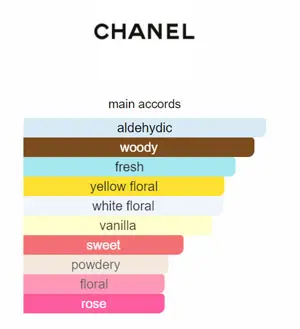 CHANEL
main accords
aldehydic
woody
fresh
yellow floral
white floral
vanilla
sweet
powdery
floral
rose